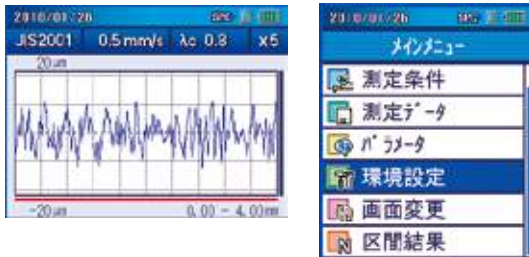 2010/01/26
JIS2001 0.5mm/s λc 0.8 x5
20μm
-20μm 0.00 - 4.00mm
2010/01/26
メインメニュー
測定条件
測定データ
パラメータ
環境設定
画面変更
区間結果